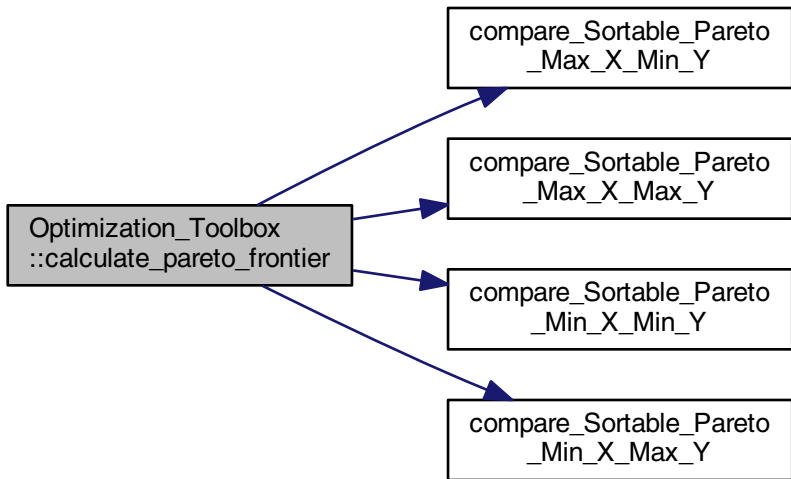 compare_Sortable_Pareto
_Max_X_Min_Y
compare_Sortable_Pareto
_Max_X_Max_Y
Optimization_Toolbox
::calculate_pareto_frontier
compare_Sortable_Pareto
_Min_X_Min_Y
compare_Sortable_Pareto
_Min_X_Max_Y